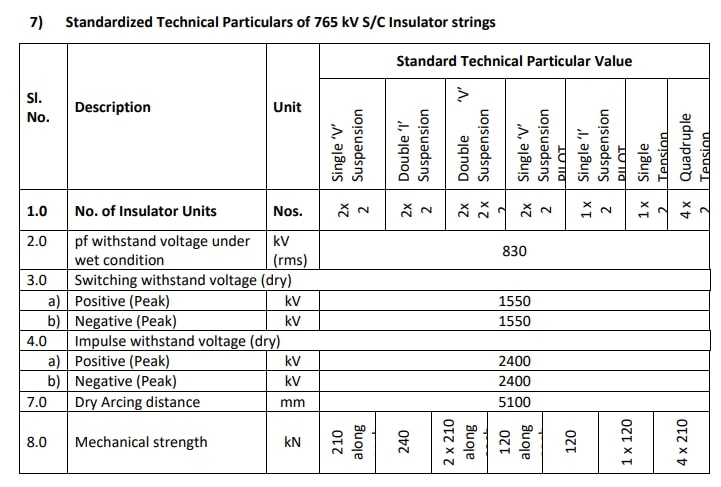 7) Standardized Technical Particulars of 765 kV S/C Insulator strings
Sl. No. Description Unit Standard Technical Particular Value
Single ‘V’ Suspension
Double ‘I’ Suspension
Double ‘V’ Suspension
Single ‘V’ Suspension PILOT
Single ‘I’ Suspension PILOT
Single Tension
Quadruple Tension
1.0 No. of Insulator Units Nos. 2x 2 2x 2 2x 2 x 2 2x 2 1 x 2 1 x 2 4 x 2
2.0 pf withstand voltage under kV 830
wet condition (rms)
3.0 Switching withstand voltage (dry)
a) Positive (Peak) kV 1550
b) Negative (Peak) kV 1550
4.0 Impulse withstand voltage (dry)
a) Positive (Peak) kV 2400
b) Negative (Peak) kV 2400
7.0 Dry Arcing distance mm 5100
8.0 Mechanical strength kN 210 along 240 2 x 210 along 120 along 120 1 x 120 4 x 210